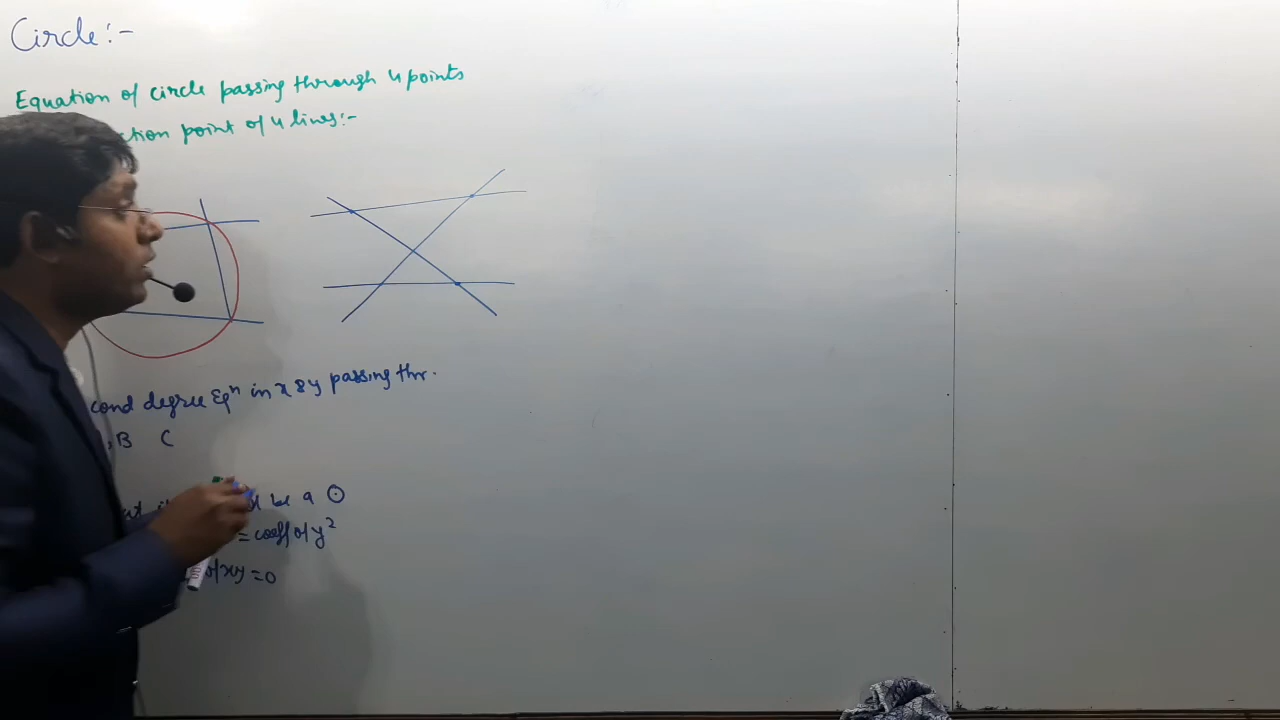 Circle:-
Equation of circle passing through 4 points
point of 4 lines:-
degree Eqⁿ in x & y passing thr.
B C
be a ⊙
= coeff of y²
of xy = 0